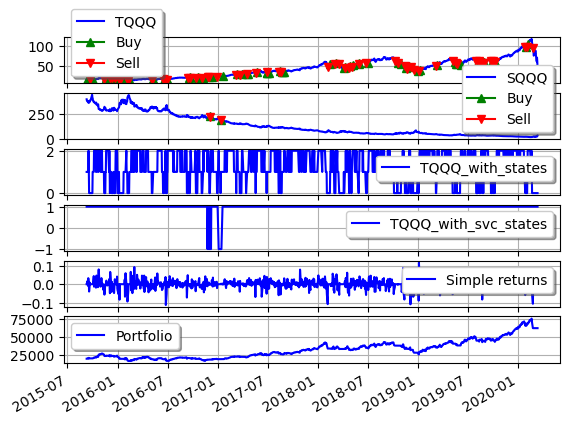 TQQQ
Buy
Sell
100
50
SQQQ
Buy
Sell
250
0
2
0
TQQQ_with_states
1
0
−1
TQQQ_with_svc_states
0.1
0.0
−0.1
Simple returns
75000
50000
25000
Portfolio
2015-07
2016-01
2016-07
2017-01
2017-07
2018-01
2018-07
2019-01
2019-07
2020-01